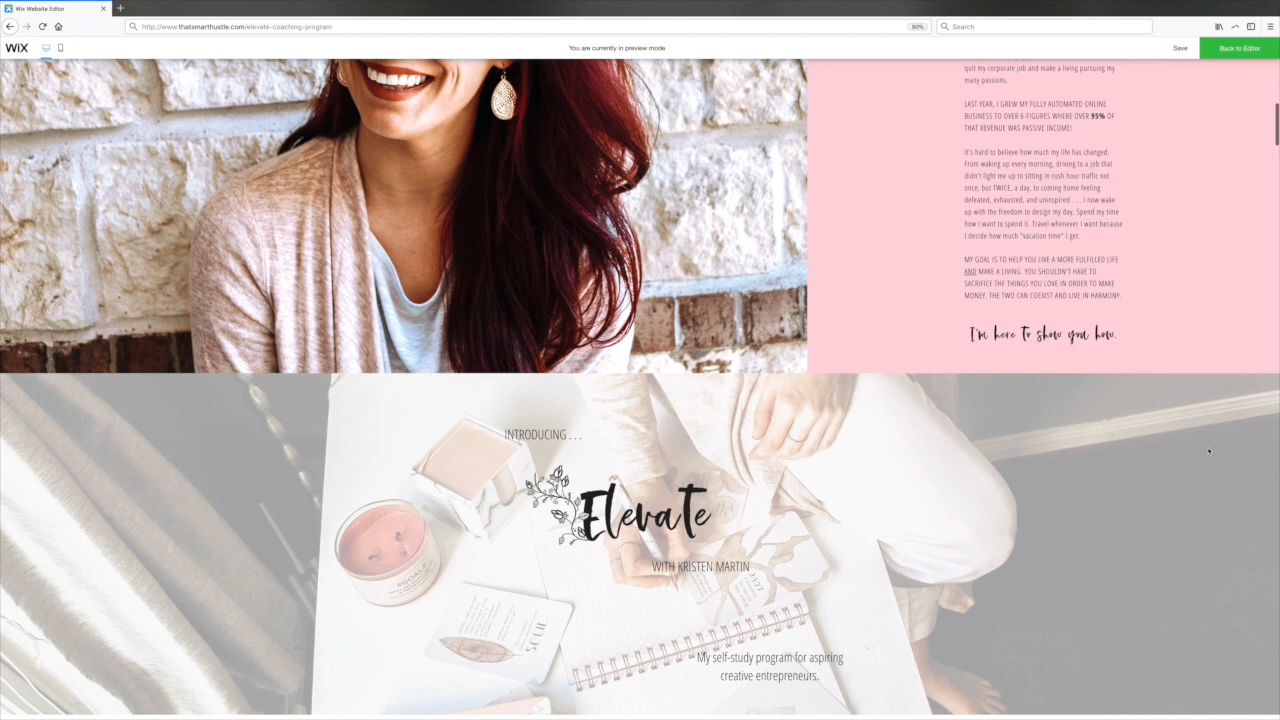 Wix Website Editor
http://www.thatsmarthustle.com/elevate-coaching-program
90%
Search
WiX
You are currently in preview mode
Save
Back to Editor
quit my corporate job and make a living pursuing my
many passions.
LAST YEAR, I GREW MY FULLY AUTOMATED ONLINE
BUSINESS TO OVER 6-FIGURES WHERE OVER 95% OF
THAT REVENUE WAS PASSIVE INCOME!
It's hard to believe how much my life has changed.
From waking up every morning, driving to a job that
didn't light me up to sitting in rush hour traffic not
once, but TWICE, a day, to coming home feeling
defeated, exhausted, and uninspired . . . I now wake
up with the freedom to design my day. Spend my time
how I want to spend it. Travel whenever I want because
I decide how much "vacation time" I get.
MY GOAL IS TO HELP YOU LIVE A MORE FULFILLED LIFE
AND MAKE A LIVING. YOU SHOULDN'T HAVE TO
SACRIFICE THE THINGS YOU LOVE IN ORDER TO MAKE
MONEY. THE TWO CAN COEXIST AND LIVE IN HARMONY.
I'm here to show you how.
INTRODUCING . . .
Elevate
WITH KRISTEN MARTIN
#GOALS
SOUL
LOVE
My self-study program for aspiring
creative entrepreneurs.